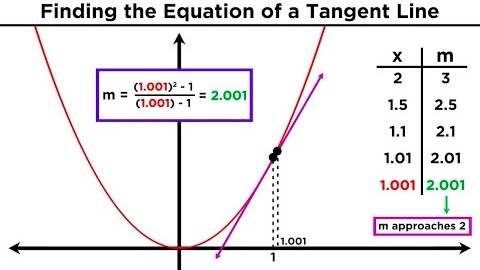 Finding the Equation of a Tangent Line
m = (1.001)² - 1 / (1.001) - 1 = 2.001
x m
2 3
1.5 2.5
1.1 2.1
1.01 2.01
1.001 2.001
m approaches 2
1.001
1